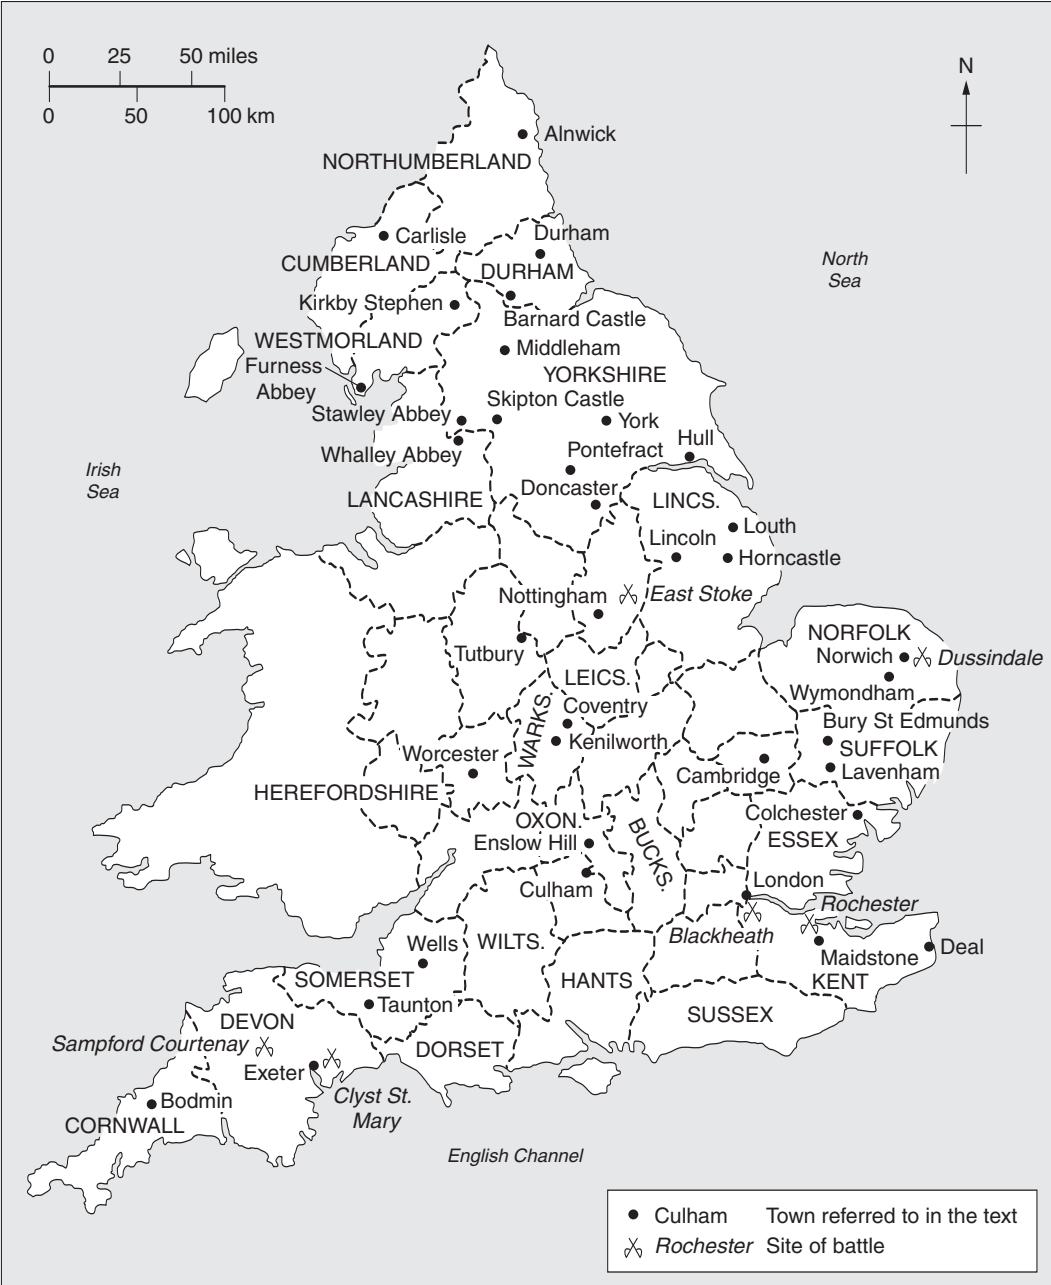 0 25 50 miles
0 50 100 km
N
Alnwick
NORTHUMBERLAND
Carlisle
Durham
CUMBERLAND
DURHAM
North
Sea
Kirkby Stephen
Barnard Castle
WESTMORLAND
Middleham
Furness
Abbey
YORKSHIRE
Skipton Castle
Stawley Abbey
York
Whalley Abbey
Hull
Pontefract
Irish
Sea
Doncaster
LANCASHIRE
LINCS.
Louth
Lincoln
Horncastle
Nottingham
East Stoke
NORFOLK
Tutbury
Norwich
Dussindale
LEICS.
Wymondham
Coventry
WARKS.
Bury St Edmunds
Kenilworth
SUFFOLK
Worcester
Cambridge
Lavenham
HEREFORDSHIRE
Colchester
OXON.
BUCKS.
ESSEX
Enslow Hill
London
Culham
Rochester
Blackheath
Wells
WILTS.
Maidstone
Deal
SOMERSET
HANTS
KENT
Taunton
SUSSEX
DEVON
Sampford Courtenay
DORSET
Exeter
Clyst St.
Mary
Bodmin
CORNWALL
English Channel
Culham Town referred to in the text
Rochester Site of battle